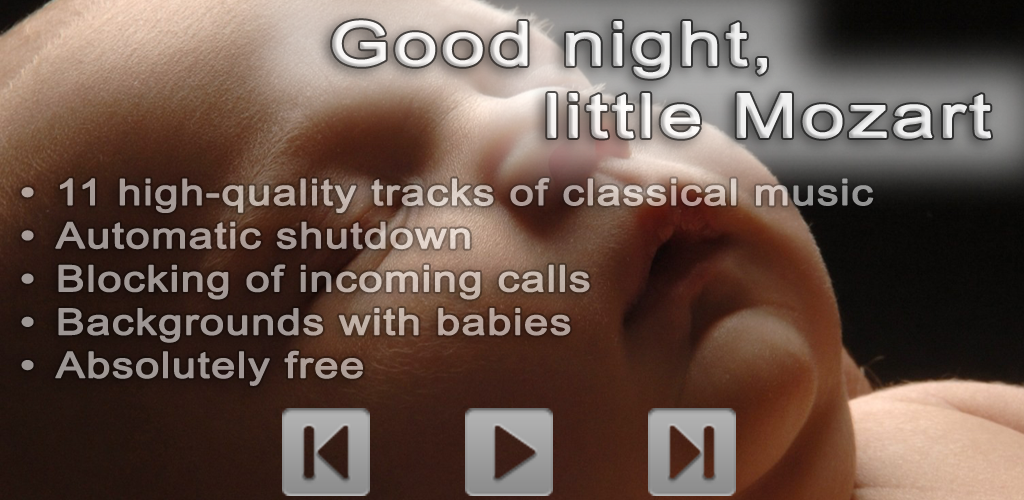 Good night,
little Mozart
• 11 high-quality tracks of classical music
• Automatic shutdown
• Blocking of incoming calls
• Backgrounds with babies
• Absolutely free